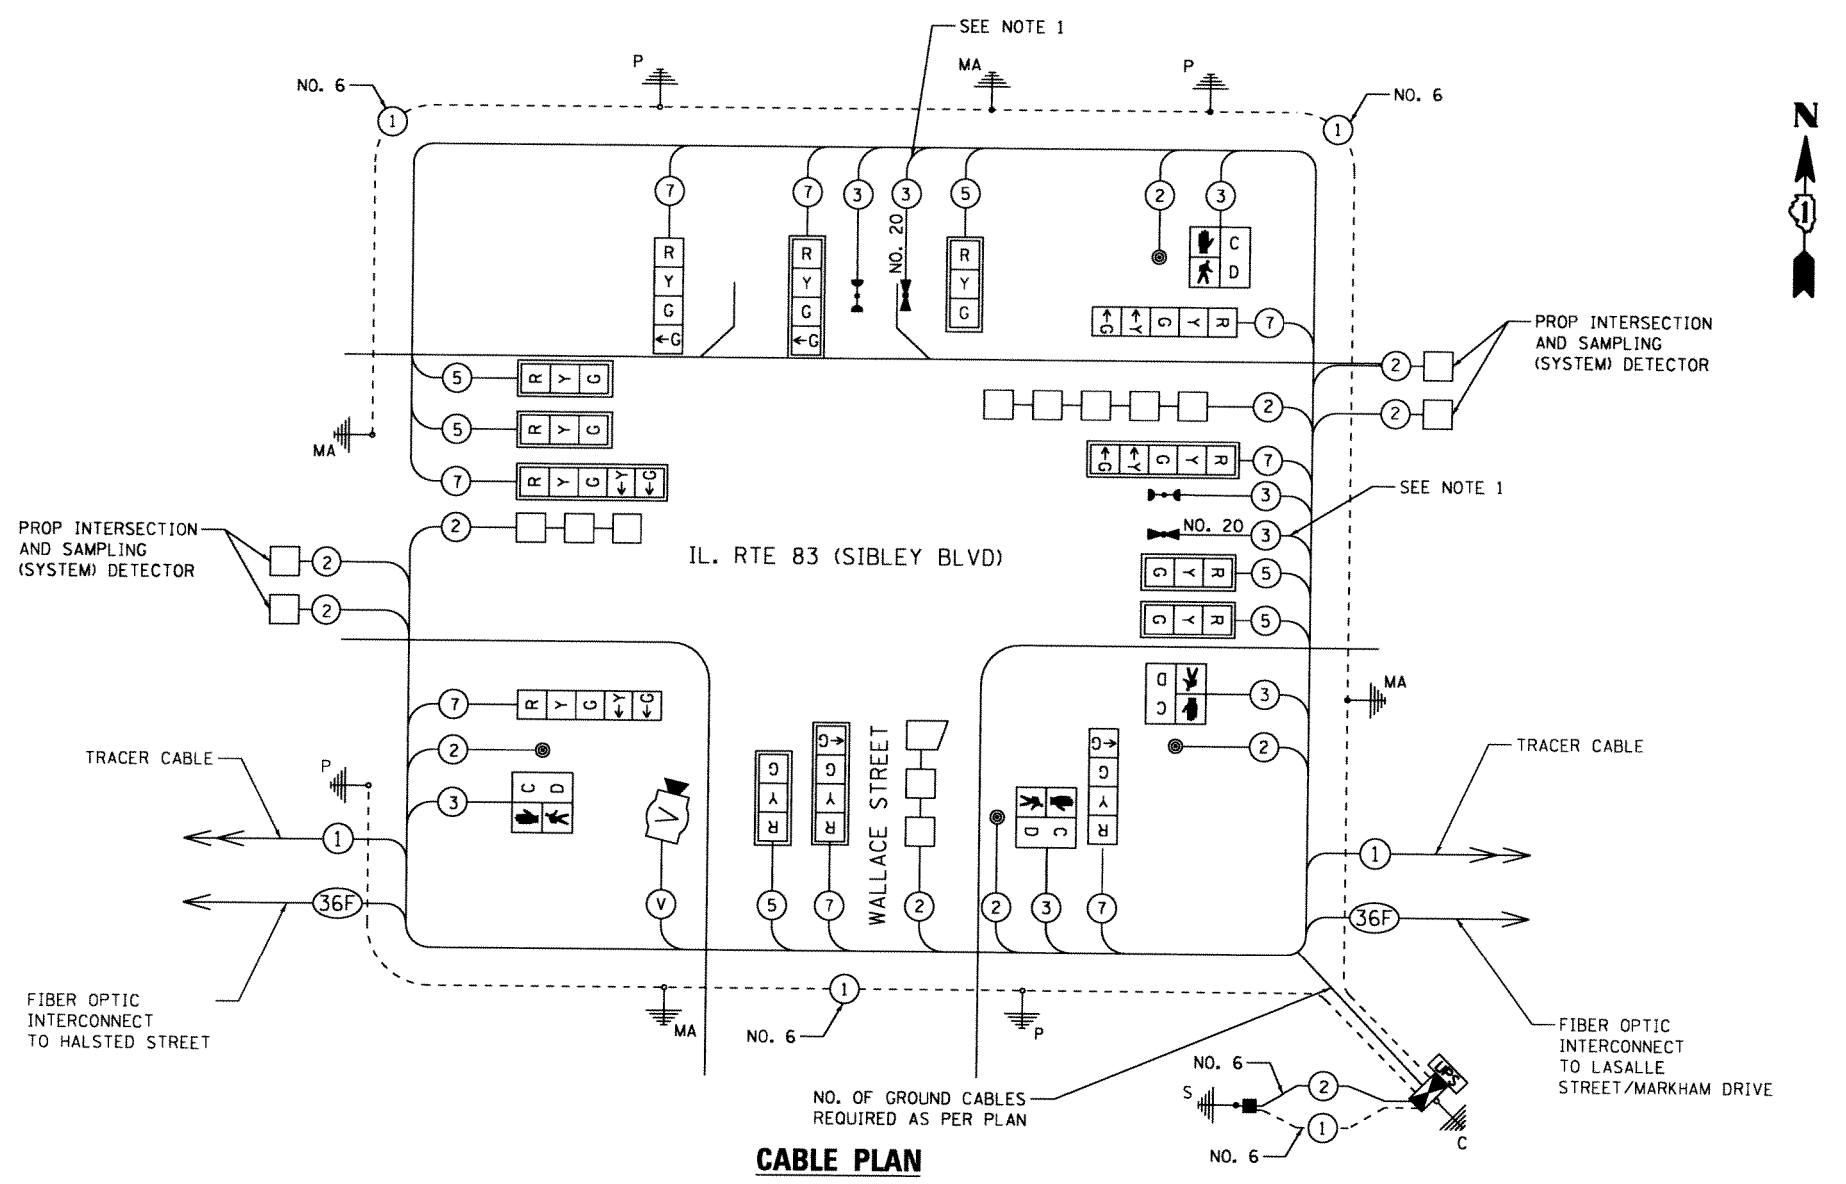 SEE NOTE 1
P
MA
P
NO. 6
NO. 6
1
1
N
1
7
7
3
3
5
2
3
NO. 20
R
Y
G
←G
R
Y
G
←G
R
Y
G
C
D
←G ←Y G Y R
7
PROP INTERSECTION
AND SAMPLING
(SYSTEM) DETECTOR
2
2
5
R Y G
2
5
R Y G
MA
←G ←Y G Y R
7
7
R Y G ←Y ←G
3
SEE NOTE 1
NO. 20
3
2
PROP INTERSECTION
AND SAMPLING
(SYSTEM) DETECTOR
2
2
IL. RTE 83 (SIBLEY BLVD)
G Y R
5
G Y R
5
D
C
3
MA
7
R Y G ←Y ←G
2
2
3
C D
V
←G
G
Y
R
G
Y
R
WALLACE STREET
D C
←G
G
Y
R
P
TRACER CABLE
1
TRACER CABLE
1
36F
V
5
7
2
2
3
7
36F
FIBER OPTIC
INTERCONNECT
TO HALSTED STREET
MA
1
NO. 6
P
FIBER OPTIC
INTERCONNECT
TO LASALLE
STREET/MARKHAM DRIVE
NO. OF GROUND CABLES
REQUIRED AS PER PLAN
NO. 6
2
UPS
S
1
NO. 6
C
CABLE PLAN